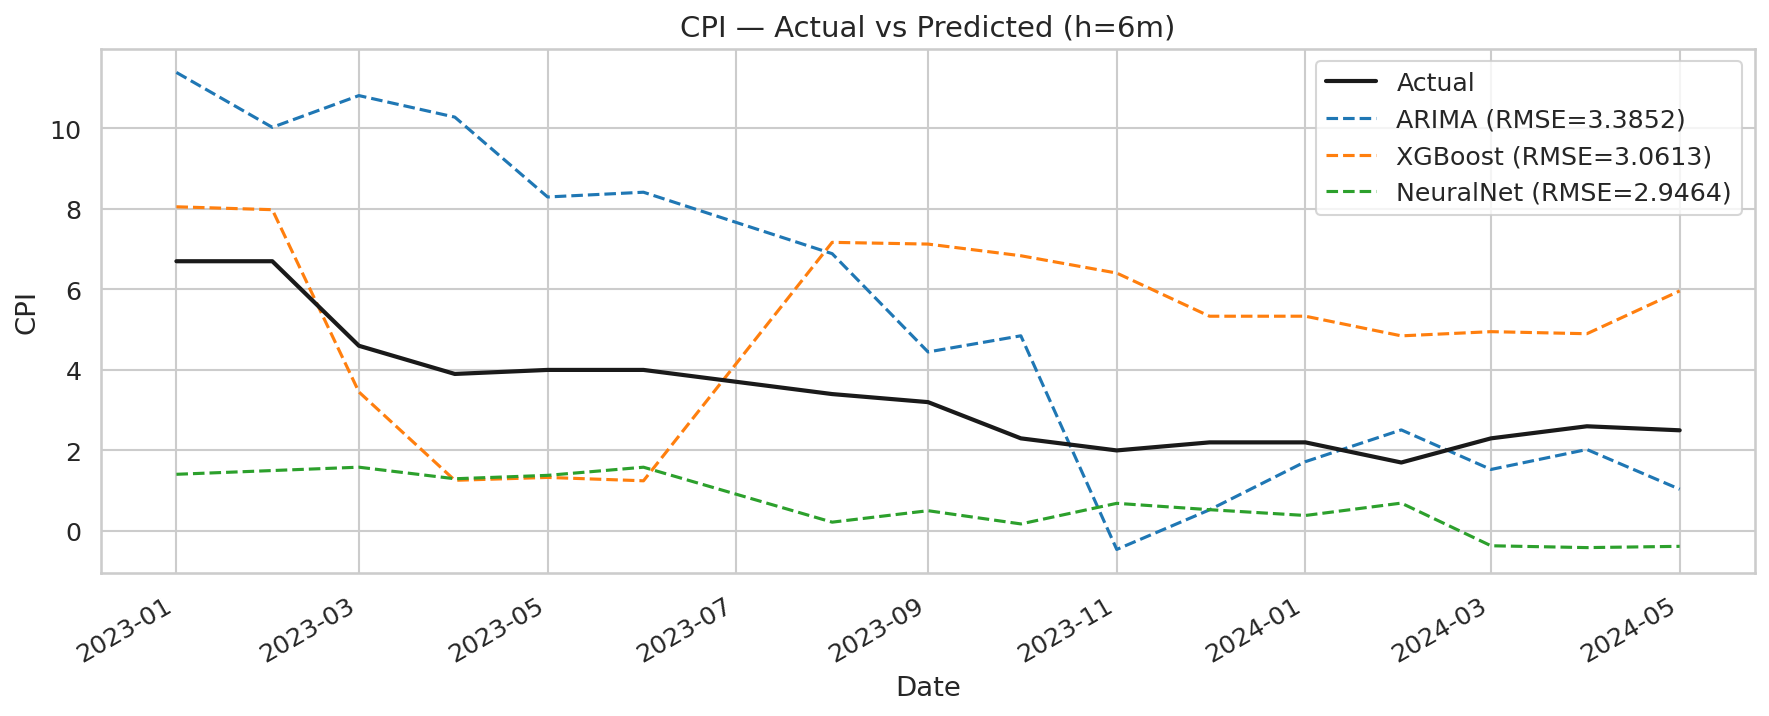 CPI — Actual vs Predicted (h=6m)
Actual
ARIMA (RMSE=3.3852)
XGBoost (RMSE=3.0613)
NeuralNet (RMSE=2.9464)
CPI
10
8
6
4
2
0
2023-01
2023-03
2023-05
2023-07
2023-09
2023-11
2024-01
2024-03
2024-05
Date